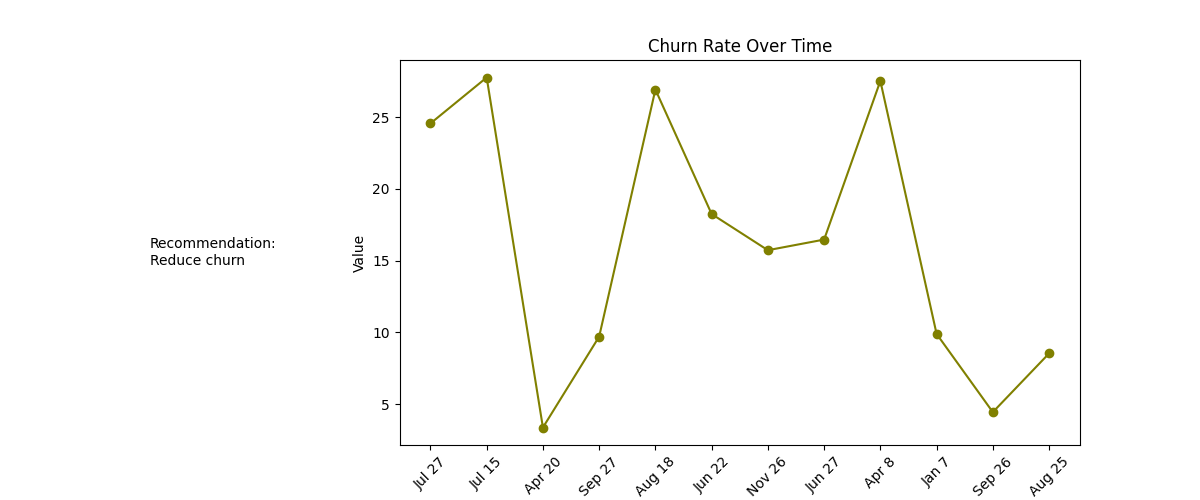 Churn Rate Over Time
Recommendation:
Reduce churn
Value
25
20
15
10
5
Jul 27
Jul 15
Apr 20
Sep 27
Aug 18
Jun 22
Nov 26
Jun 27
Apr 8
Jan 7
Sep 26
Aug 25